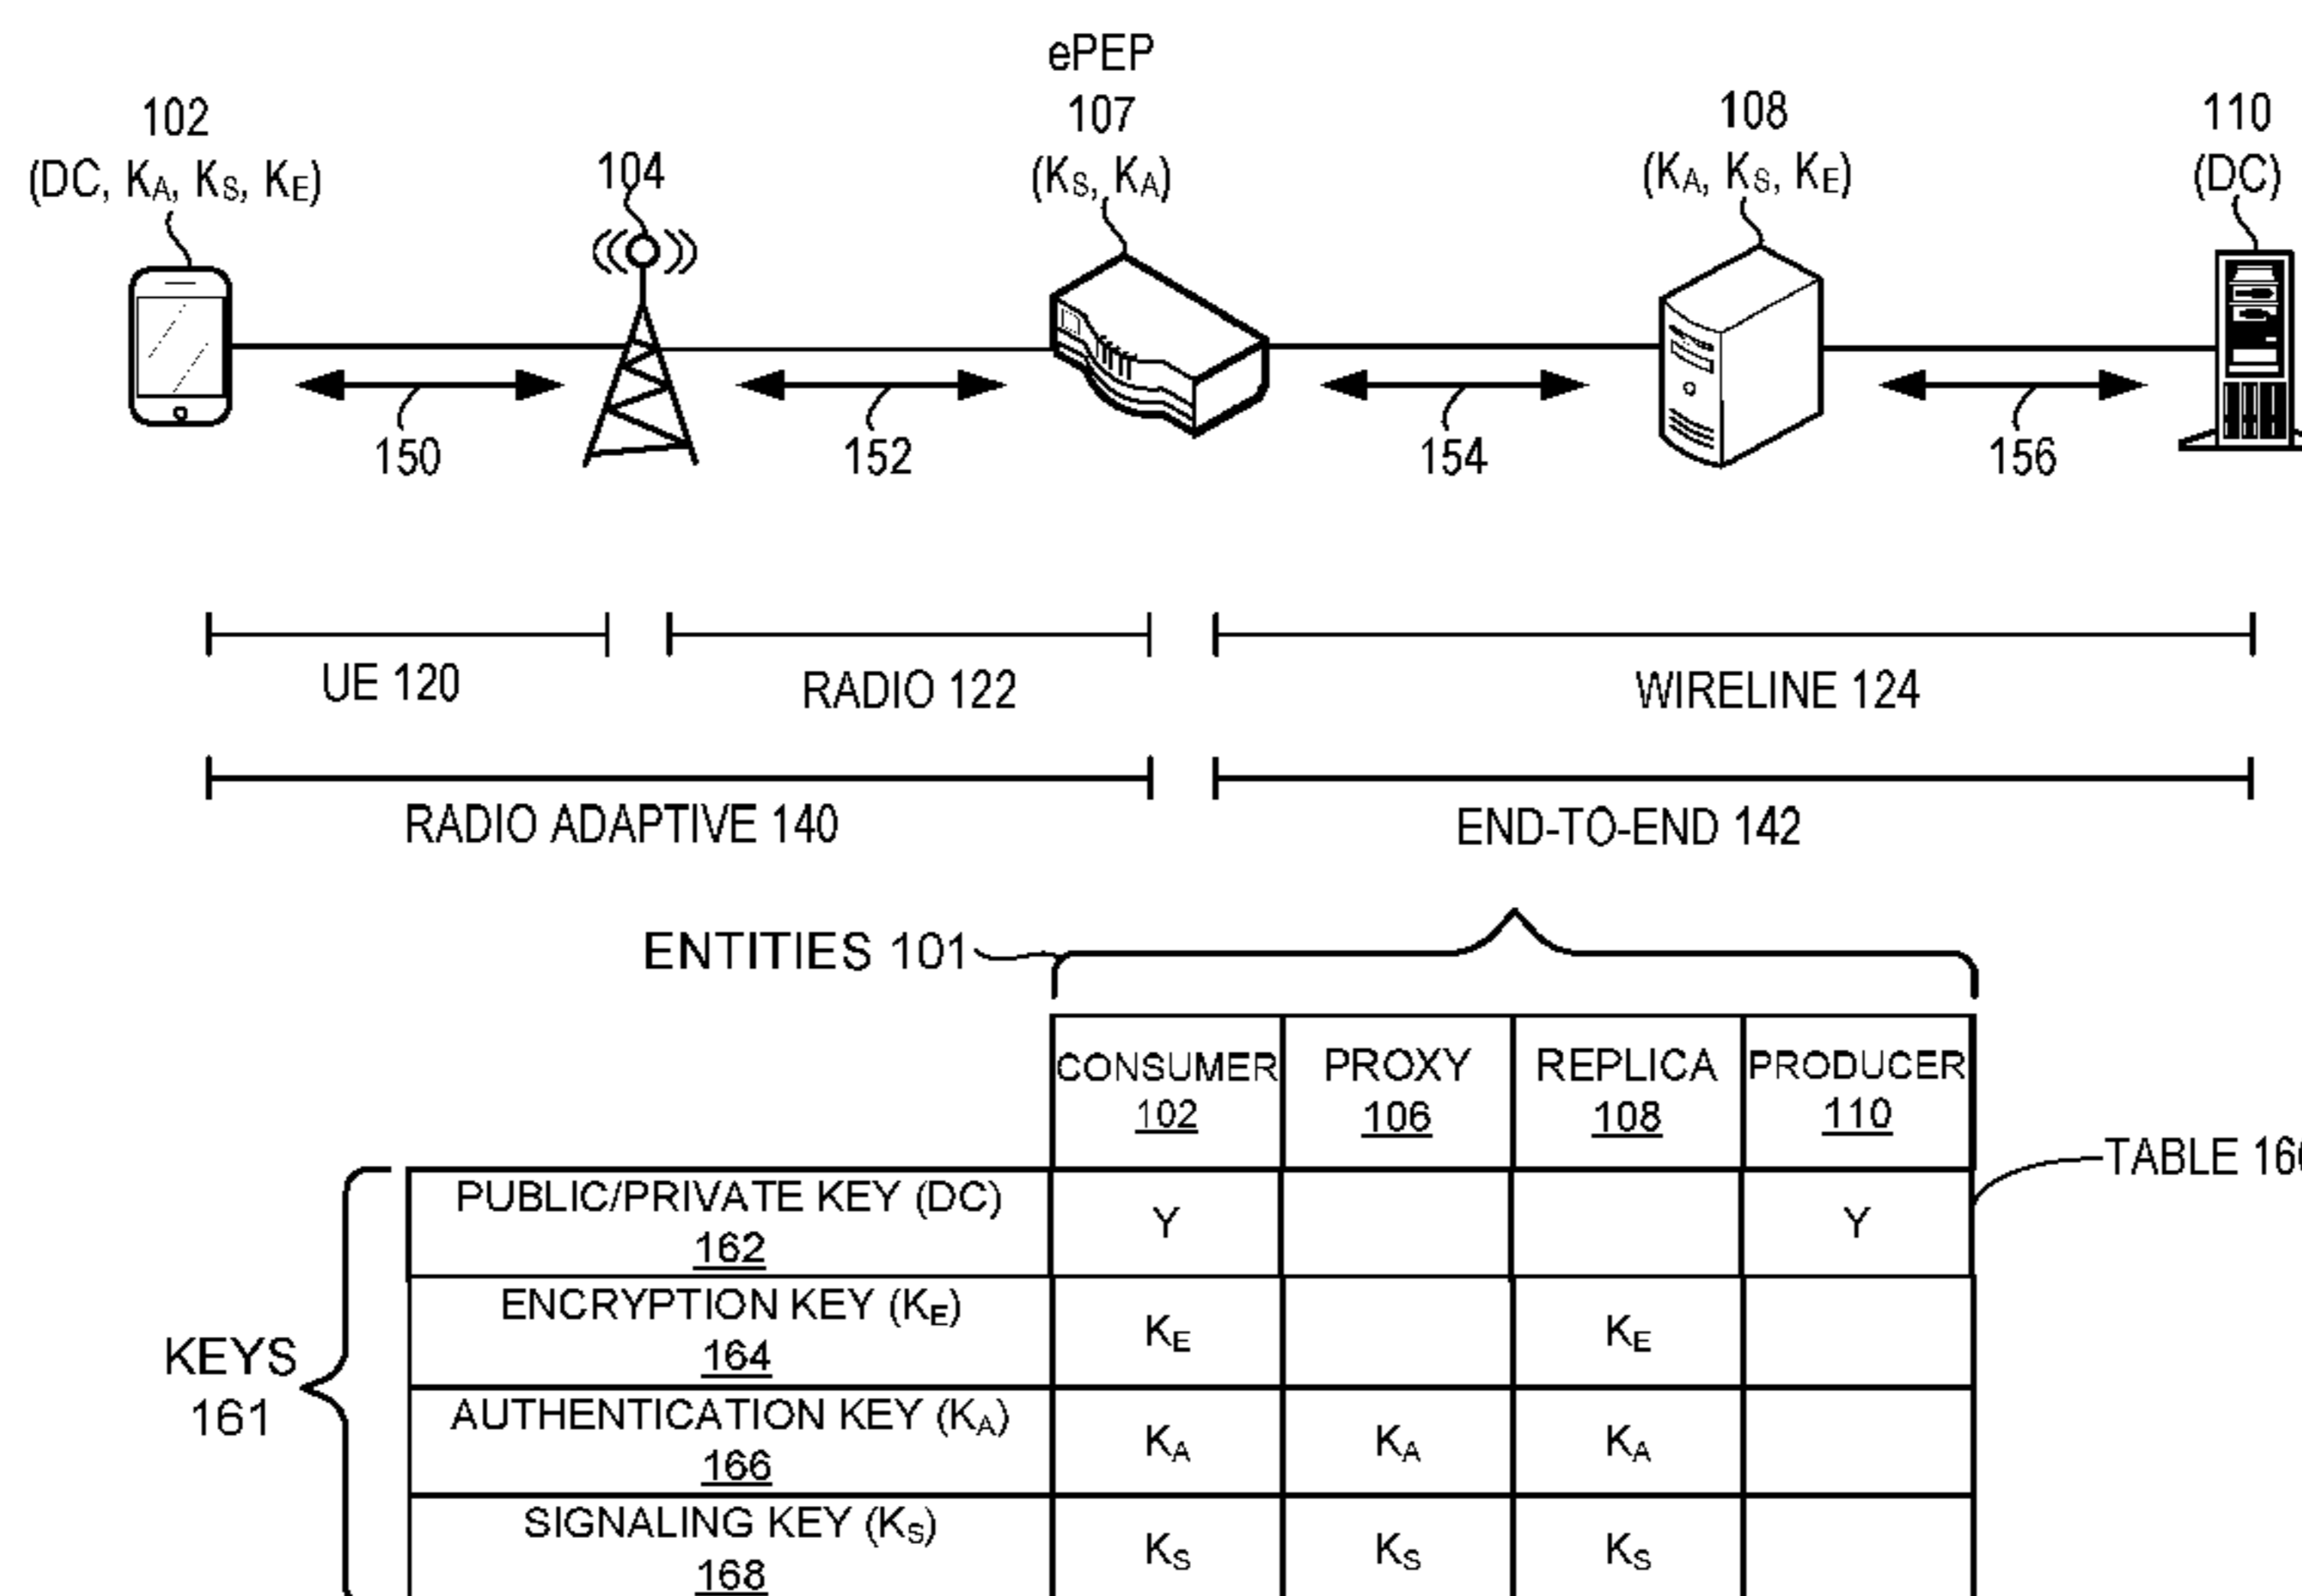 ePEP
107
102
(DC, KA, KS, KE)
104
(KS, KA)
108
(KA, KS, KE)
110
(DC)
150
152
154
156
UE 120
RADIO 122
WIRELINE 124
RADIO ADAPTIVE 140
END-TO-END 142
ENTITIES 101
CONSUMER PROXY REPLICA PRODUCER
102 106 108 110
TABLE
PUBLIC/PRIVATE KEY (DC)
162
Y Y
ENCRYPTION KEY (KE)
164
KE KE
KEYS
161
AUTHENTICATION KEY (KA)
166
KA KA KA
SIGNALING KEY (KS)
168
KS KS KS